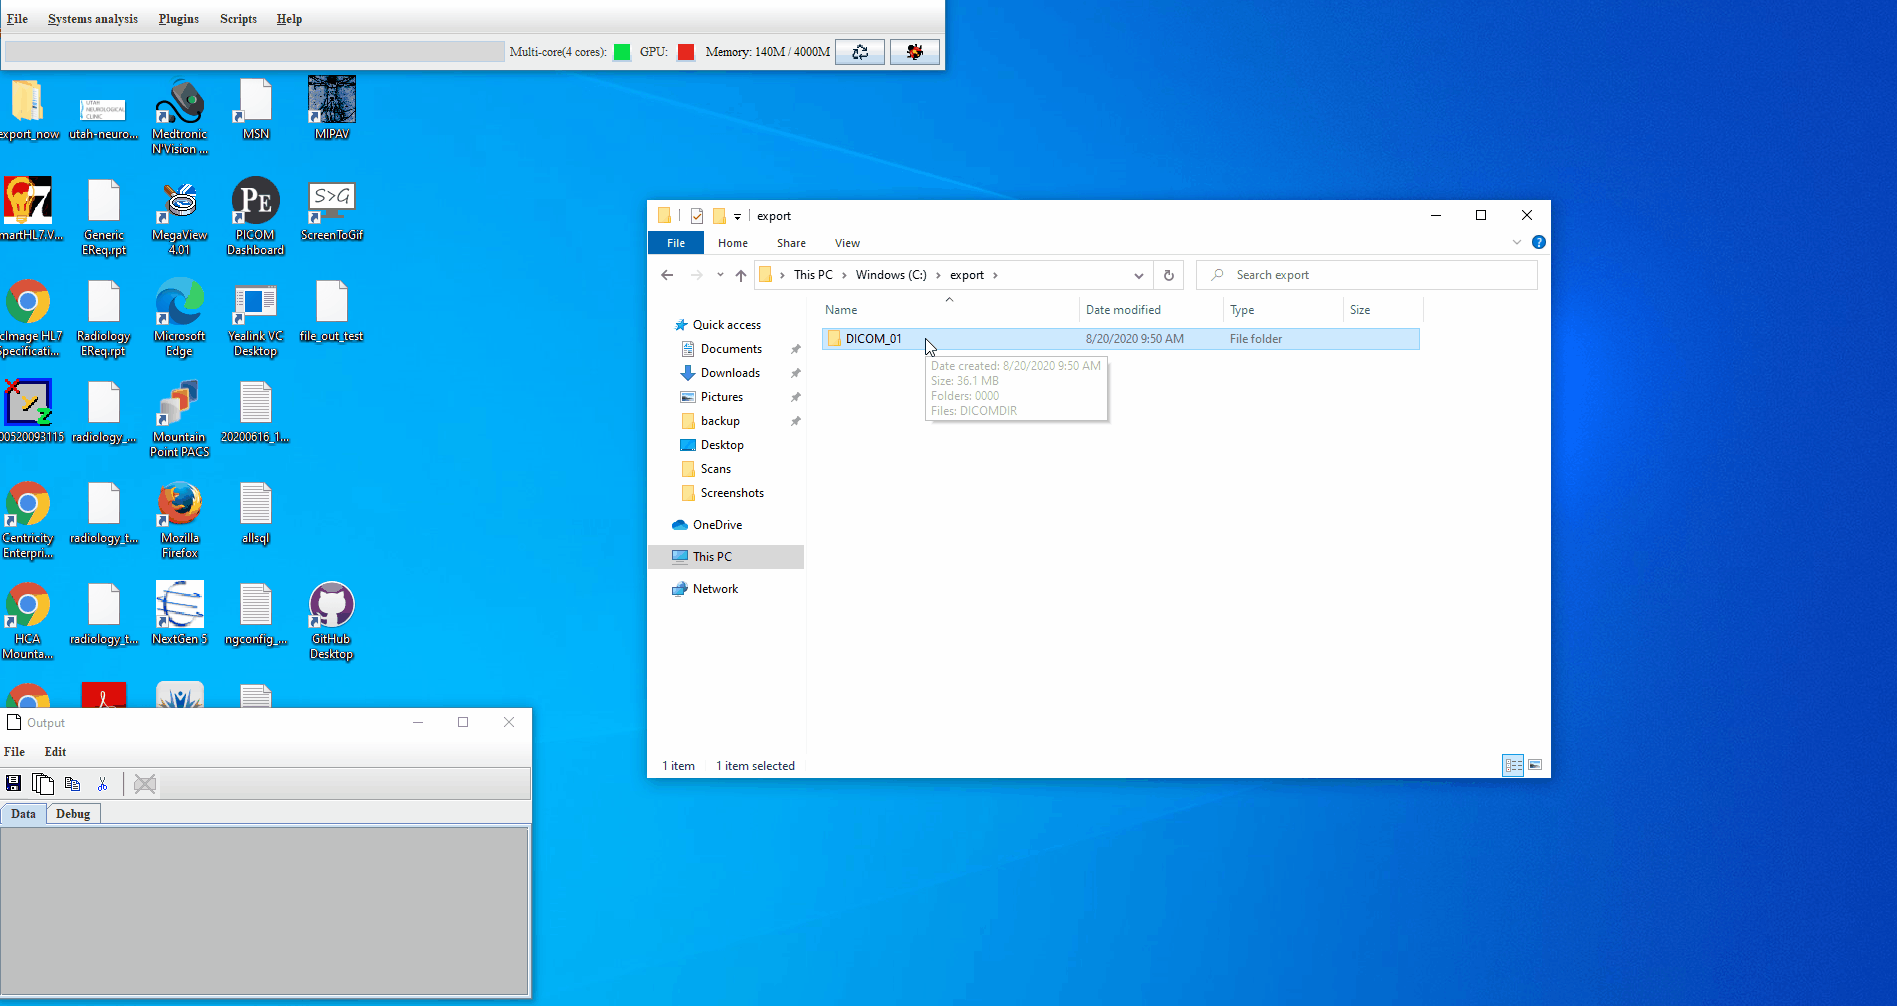 File Systems analysis Plugins Scripts Help
Multi-core(4 cores): GPU: Memory: 140M / 4000M
export_now utah-neuro... Medtronic N'Vision ... MSN MIPAV
UTAH NEUROLOGICAL CLINIC
PE S>G
martHL7.V... Generic EReq.rpt MegaView 4.01 PICOM Dashboard ScreenToGif
cImage HL7 Specificati... Radiology EReq.rpt Microsoft Edge Yealink VC Desktop file_out_test
00520093115 radiology_... Mountain Point PACS 20200616_1...
Centricity Enterpri... radiology_t... Mozilla Firefox allsql
HCA Mounta... radiology_t... NextGen 5 ngconfig_... GitHub Desktop
export
File Home Share View
This PC Windows (C:) export
Search export
Name Date modified Type Size
DICOM_01 8/20/2020 9:50 AM File folder
Date created: 8/20/2020 9:50 AM
Size: 36.1 MB
Folders: 0000
Files: DICOMDIR
Quick access
Documents
Downloads
Pictures
backup
Desktop
Scans
Screenshots
OneDrive
This PC
Network
1 item 1 item selected
Output
File Edit
Data Debug